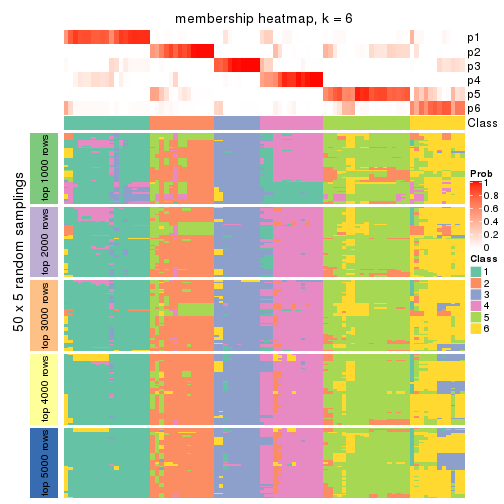 membership heatmap, k = 6
p1
p2
p3
p4
p5
p6
Class
Prob
1
0.8
0.6
0.4
0.2
0
Class
1
2
3
4
5
6
50 x 5 random samplings
top 1000 rows
top 2000 rows
top 3000 rows
top 4000 rows
top 5000 rows